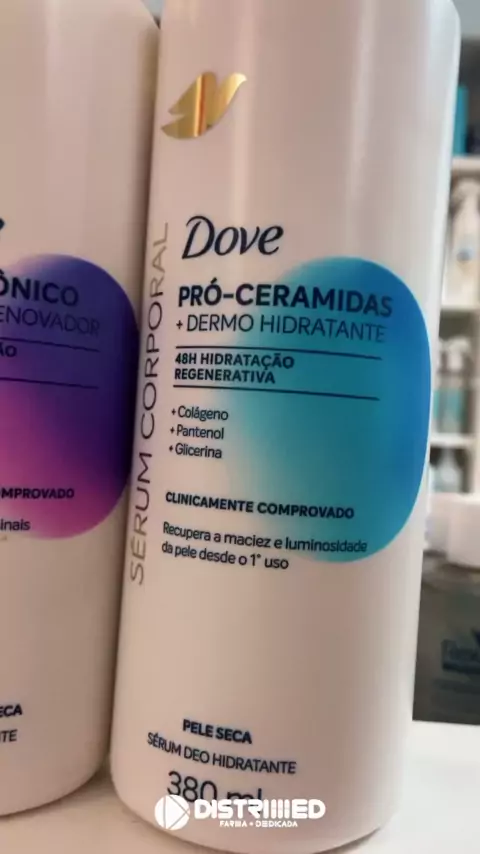 Dove
PRÓ-CERAMIDAS
+ DERMO HIDRATANTE
48H HIDRATAÇÃO
REGENERATIVA
+Colágeno
+Pantenol
+Glicerina
CLINICAMENTE COMPROVADO
Recupera a maciez e luminosidade
da pele desde o 1° uso
SÉRUM CORPORAL
PELE SECA
SÉRUM DEO HIDRATANTE
380 ml
ÔNICO
ENOVADOR
ÃO
MPROVADO
inais
ECA
TE
DISTRIMED
FARMA + DEDICADA